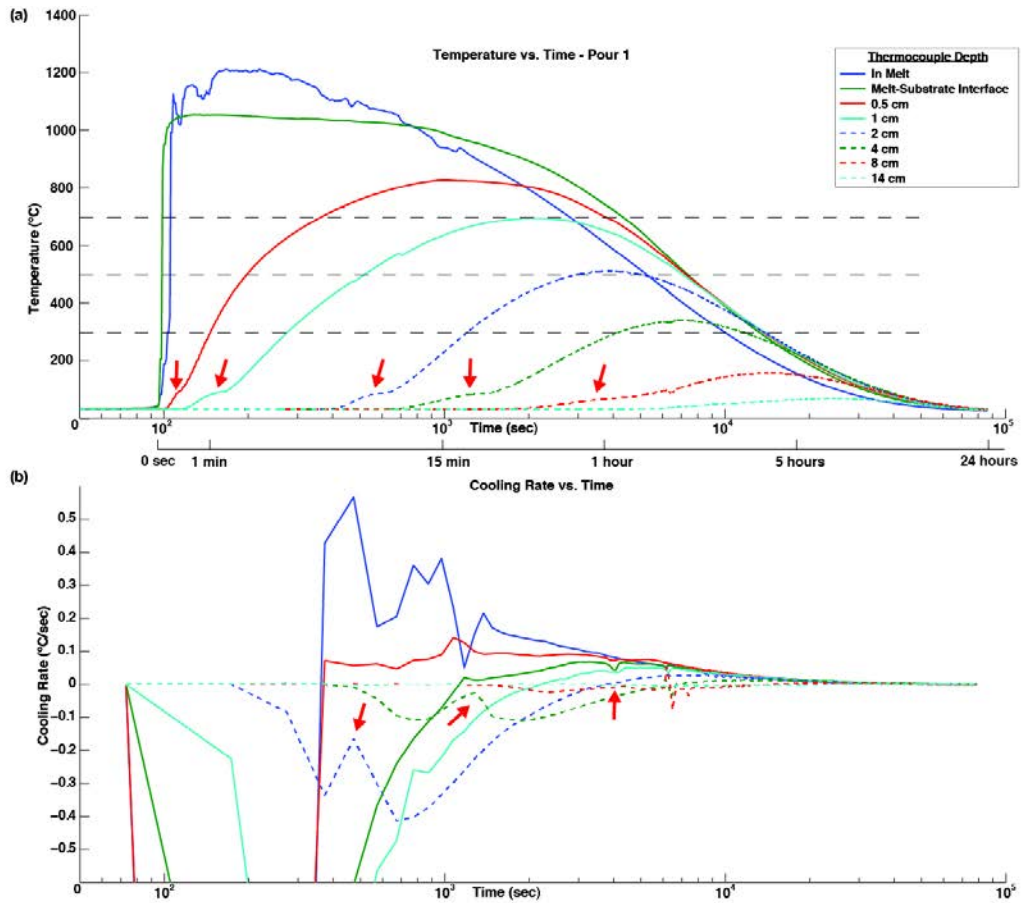 (a)
Temperature vs. Time - Pour 1
Thermocouple Depth
In Melt
Melt-Substrate Interface
0.5 cm
1 cm
2 cm
4 cm
8 cm
14 cm
Temperature (°C)
1400
1200
1000
800
600
400
200
0
0
10²
10³
10⁴
10⁵
Time (sec)
0 sec
1 min
15 min
1 hour
5 hours
24 hours
(b)
Cooling Rate vs. Time
Cooling Rate (°C/sec)
0.5
0.4
0.3
0.2
0.1
0
−0.1
−0.2
−0.3
−0.4
−0.5
0
10²
10³
10⁴
10⁵
Time (sec)